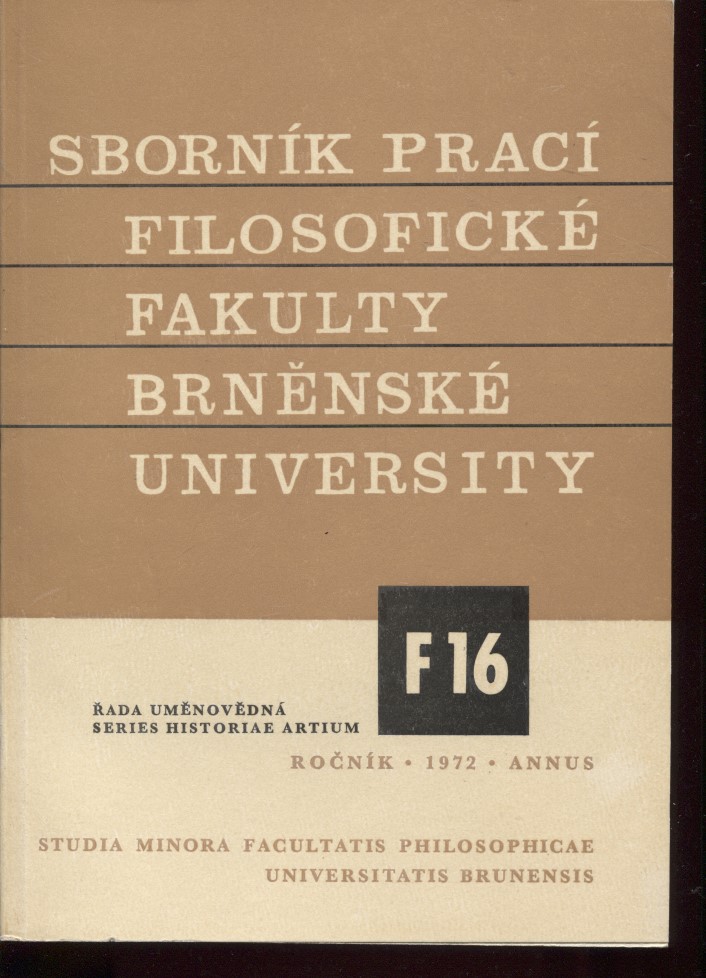 SBORNÍK PRACÍ
FILOSOFICKÉ
FAKULTY
BRNĚNSKÉ
UNIVERSITY
F 16
ŘADA UMĚNOVĚDNÁ
SERIES HISTORIAE ARTIUM
ROČNÍK • 1972 • ANNUS
STUDIA MINORA FACULTATIS PHILOSOPHICAE
UNIVERSITATIS BRUNENSIS